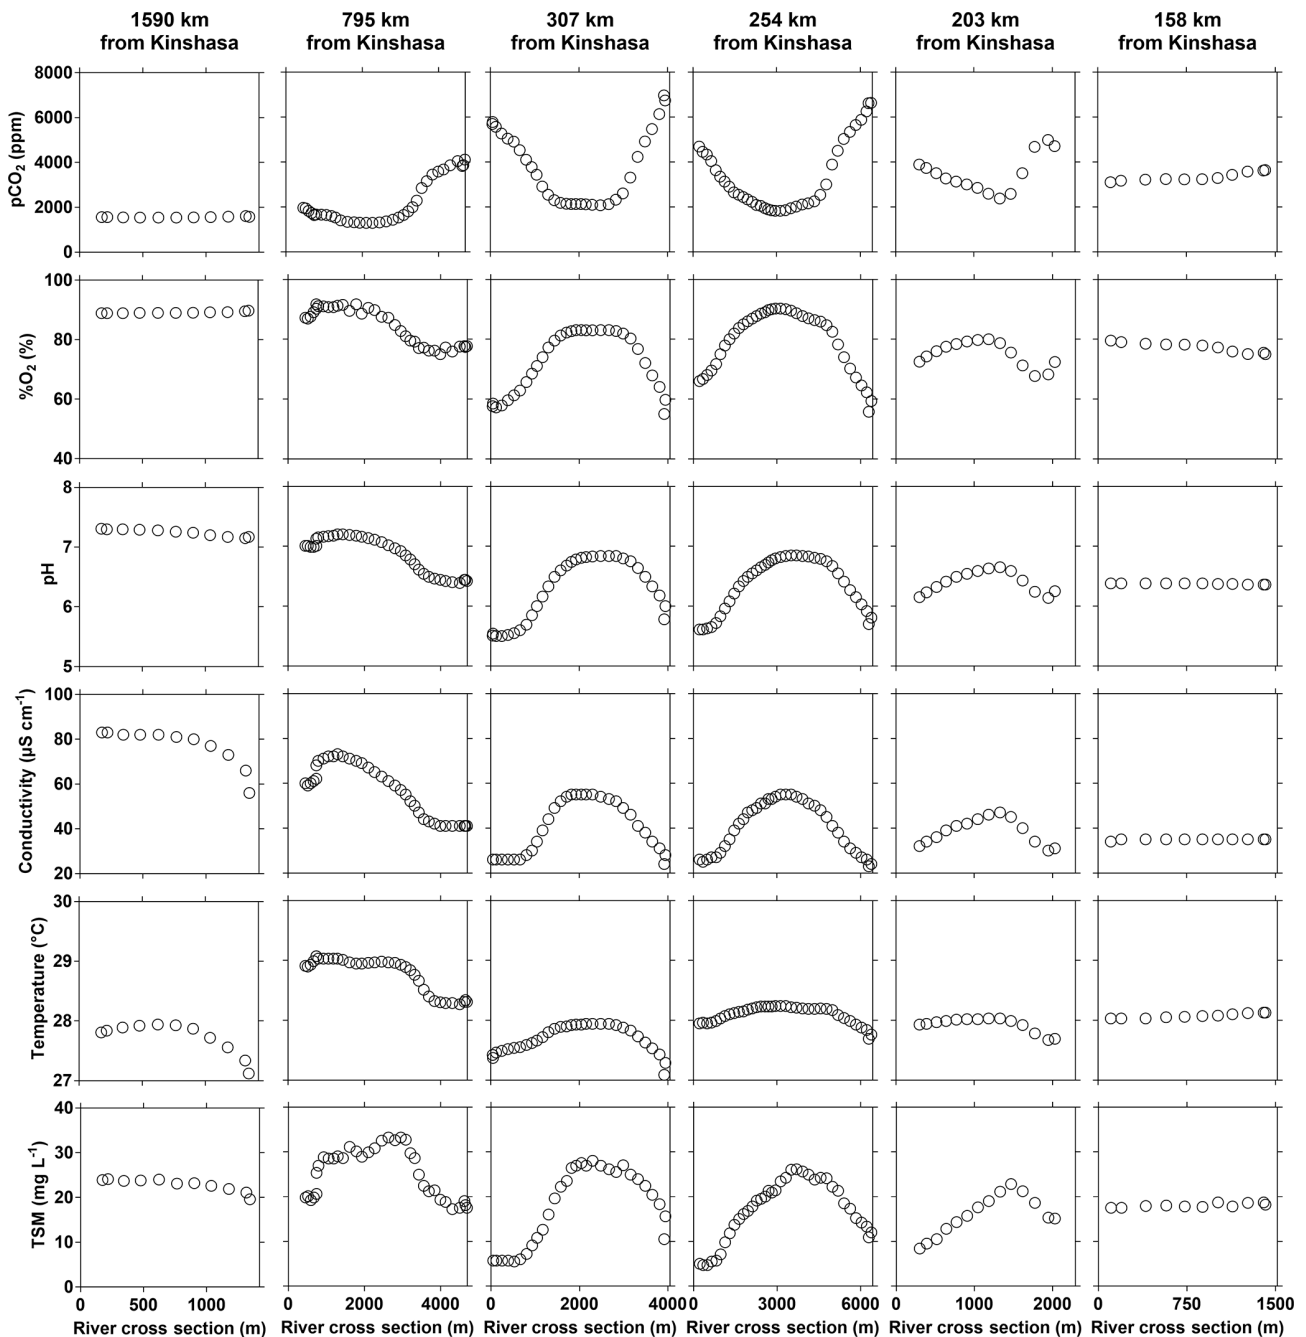 1590 km 795 km 307 km 254 km 203 km 158 km
from Kinshasa from Kinshasa from Kinshasa from Kinshasa from Kinshasa from Kinshasa
8000
6000
4000
2000
0
pCO₂ (ppm)
100
80
60
40
%O₂ (%)
8
7
6
5
pH
100
80
60
40
20
Conductivity (µS cm⁻¹)
30
29
28
27
Temperature (°C)
40
30
20
10
0
TSM (mg L⁻¹)
0 500 1000 0 2000 4000 0 2000 4000 0 3000 6000 0 1000 2000 0 750 1500
River cross section (m) River cross section (m) River cross section (m) River cross section (m) River cross section (m) River cross section (m)